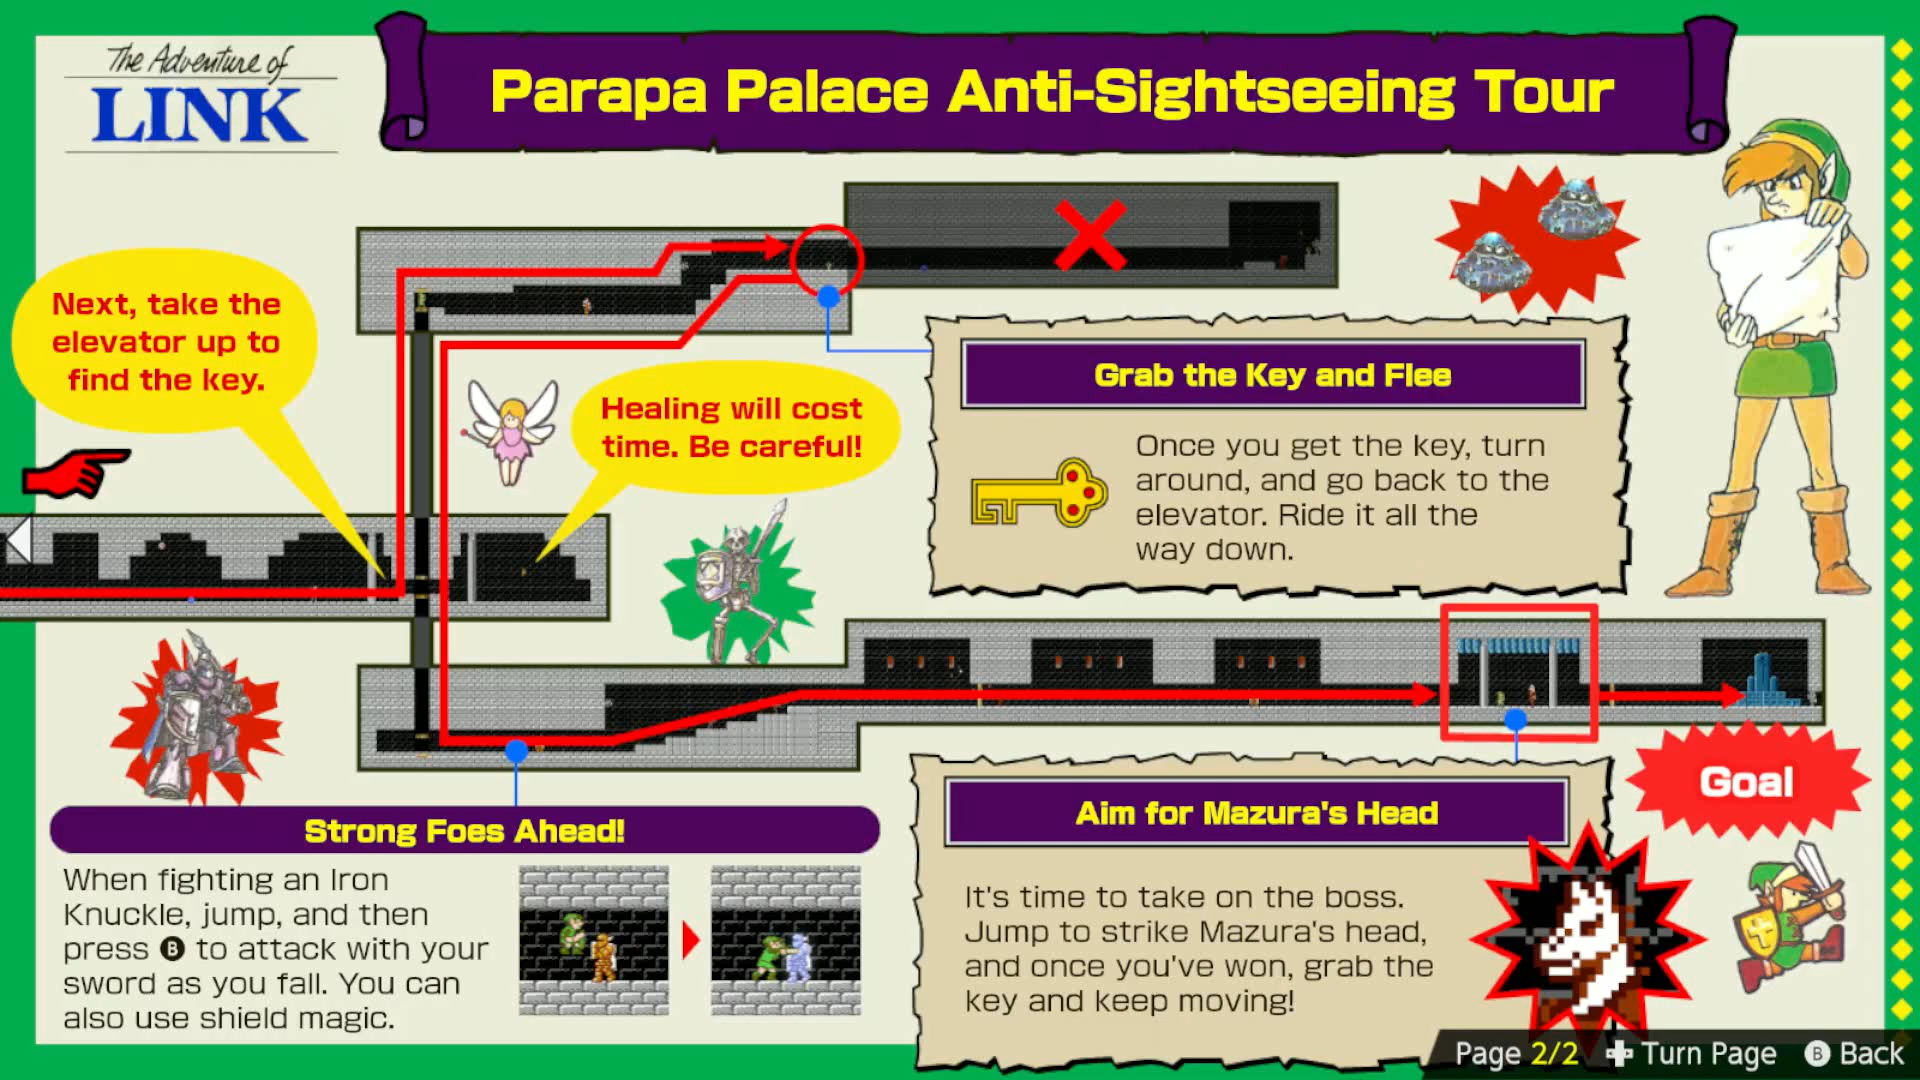 The Adventure of
LINK
Parapa Palace Anti-Sightseeing Tour
Next, take the
elevator up to
find the key.
Healing will cost
time. Be careful!
Grab the Key and Flee
Once you get the key, turn
around, and go back to the
elevator. Ride it all the
way down.
Goal
Strong Foes Ahead!
When fighting an Iron
Knuckle, jump, and then
press B to attack with your
sword as you fall. You can
also use shield magic.
Aim for Mazura's Head
It's time to take on the boss.
Jump to strike Mazura's head,
and once you've won, grab the
key and keep moving!
Page 2/2 Turn Page B Back